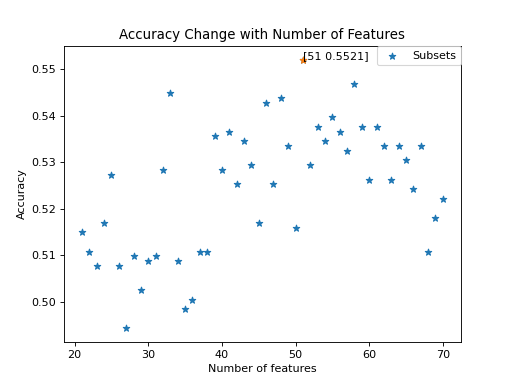 Accuracy Change with Number of Features
[51 0.5521]
Subsets
0.55
0.54
0.53
0.52
0.51
0.50
Accuracy
20 30 40 50 60 70
Number of features